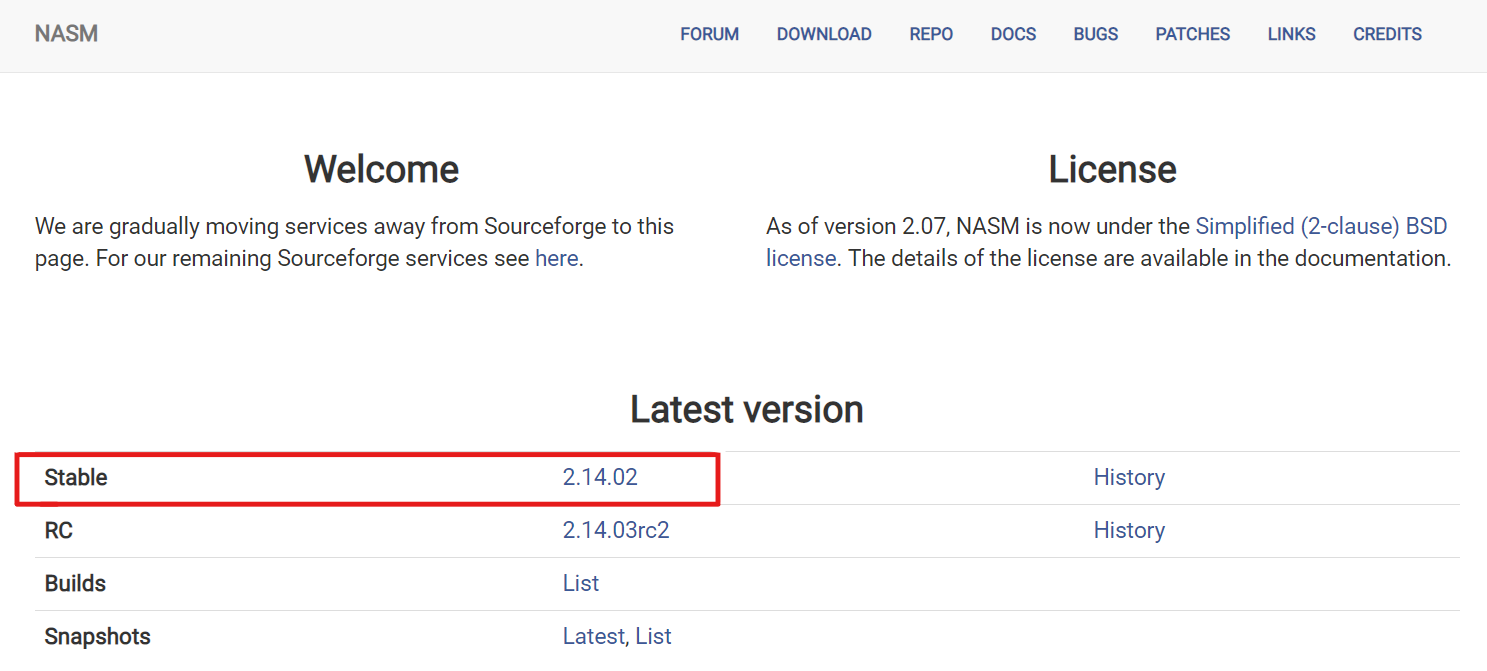 NASM FORUM DOWNLOAD REPO DOCS BUGS PATCHES LINKS CREDITS
Welcome
We are gradually moving services away from Sourceforge to this
page. For our remaining Sourceforge services see here.
License
As of version 2.07, NASM is now under the Simplified (2-clause) BSD
license. The details of the license are available in the documentation.
Latest version
Stable 2.14.02 History
RC 2.14.03rc2 History
Builds List
Snapshots Latest, List